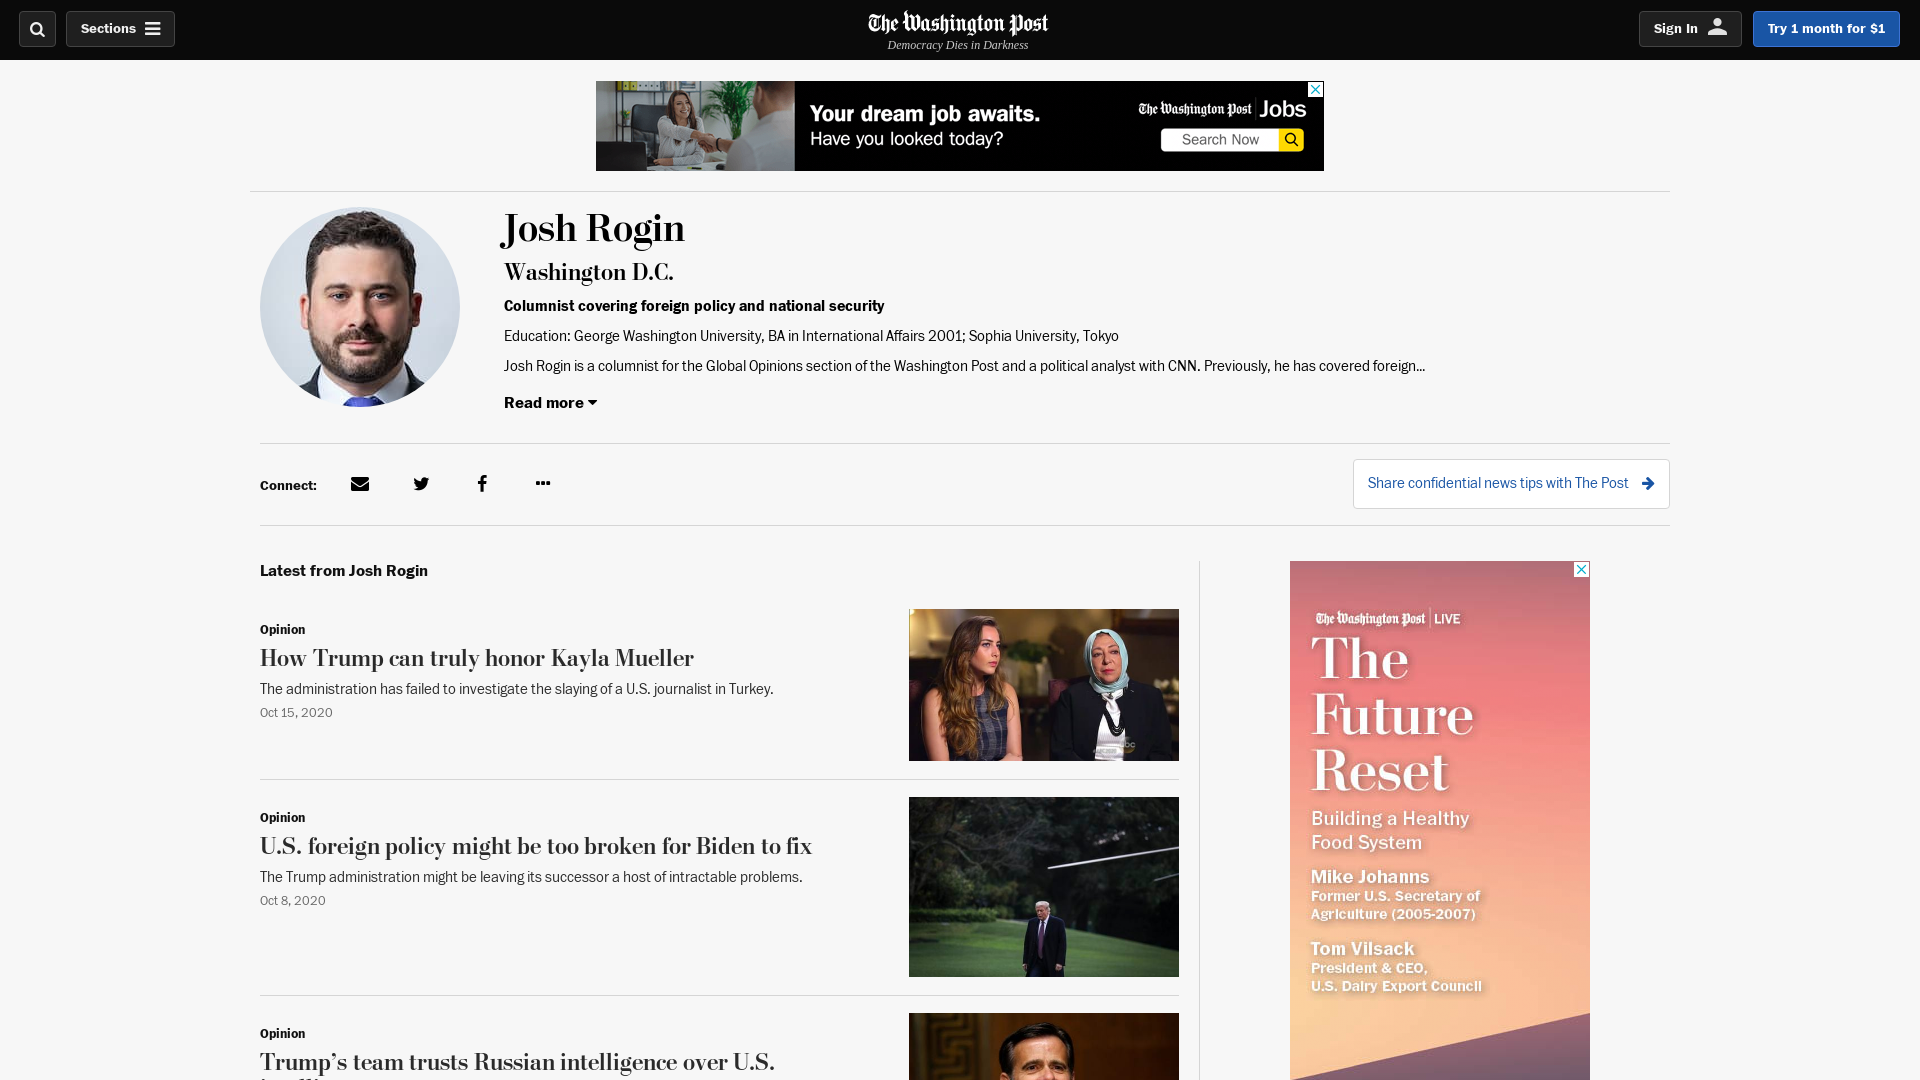 Sections
The Washington Post
Democracy Dies in Darkness
Sign In
Try 1 month for $1
Your dream job awaits.
Have you looked today?
The Washington Post Jobs
Search Now
Josh Rogin
Washington D.C.
Columnist covering foreign policy and national security
Education: George Washington University, BA in International Affairs 2001; Sophia University, Tokyo
Josh Rogin is a columnist for the Global Opinions section of the Washington Post and a political analyst with CNN. Previously, he has covered foreign...
Read more
Connect:
Share confidential news tips with The Post
Latest from Josh Rogin
Opinion
How Trump can truly honor Kayla Mueller
The administration has failed to investigate the slaying of a U.S. journalist in Turkey.
Oct 15, 2020
abc
Opinion
U.S. foreign policy might be too broken for Biden to fix
The Trump administration might be leaving its successor a host of intractable problems.
Oct 8, 2020
Opinion
Trump’s team trusts Russian intelligence over U.S.
The Washington Post LIVE
The
Future
Reset
Building a Healthy
Food System
Mike Johanns
Former U.S. Secretary of
Agriculture (2005-2007)
Tom Vilsack
President & CEO,
U.S. Dairy Export Council